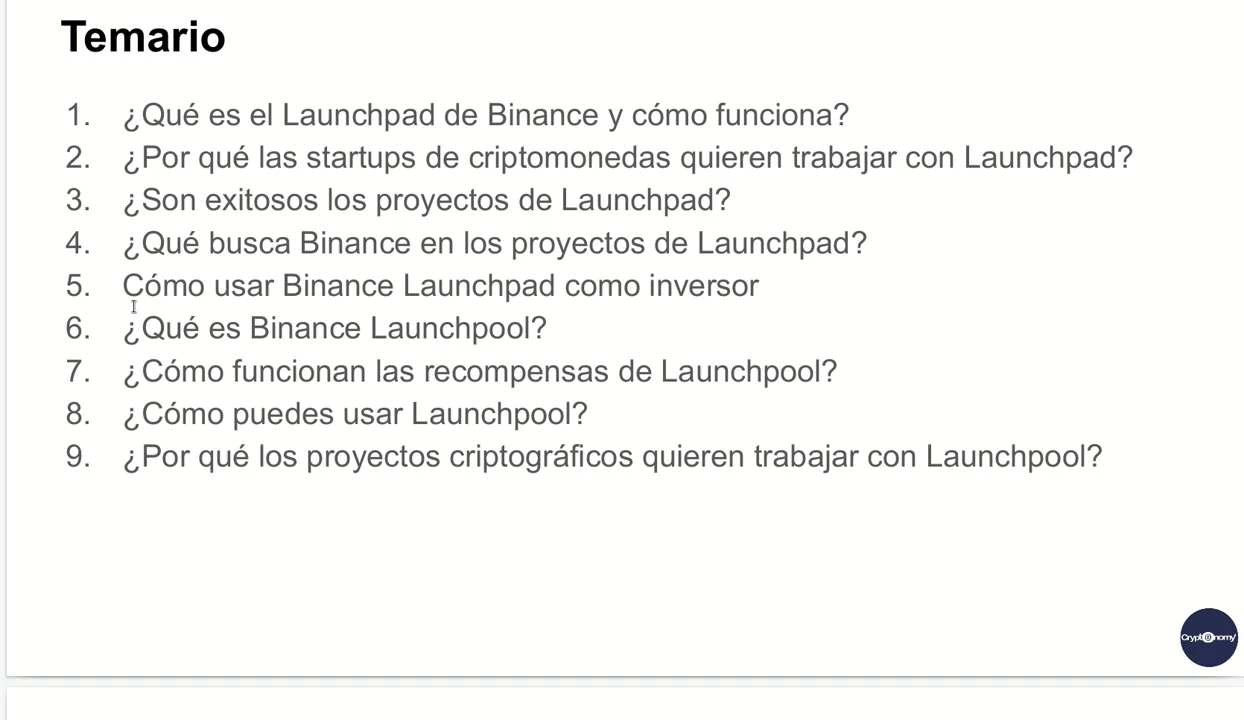 Temario
1. ¿Qué es el Launchpad de Binance y cómo funciona?
2. ¿Por qué las startups de criptomonedas quieren trabajar con Launchpad?
3. ¿Son exitosos los proyectos de Launchpad?
4. ¿Qué busca Binance en los proyectos de Launchpad?
5. Cómo usar Binance Launchpad como inversor
6. ¿Qué es Binance Launchpool?
7. ¿Cómo funcionan las recompensas de Launchpool?
8. ¿Cómo puedes usar Launchpool?
9. ¿Por qué los proyectos criptográficos quieren trabajar con Launchpool?
Cryptonomy